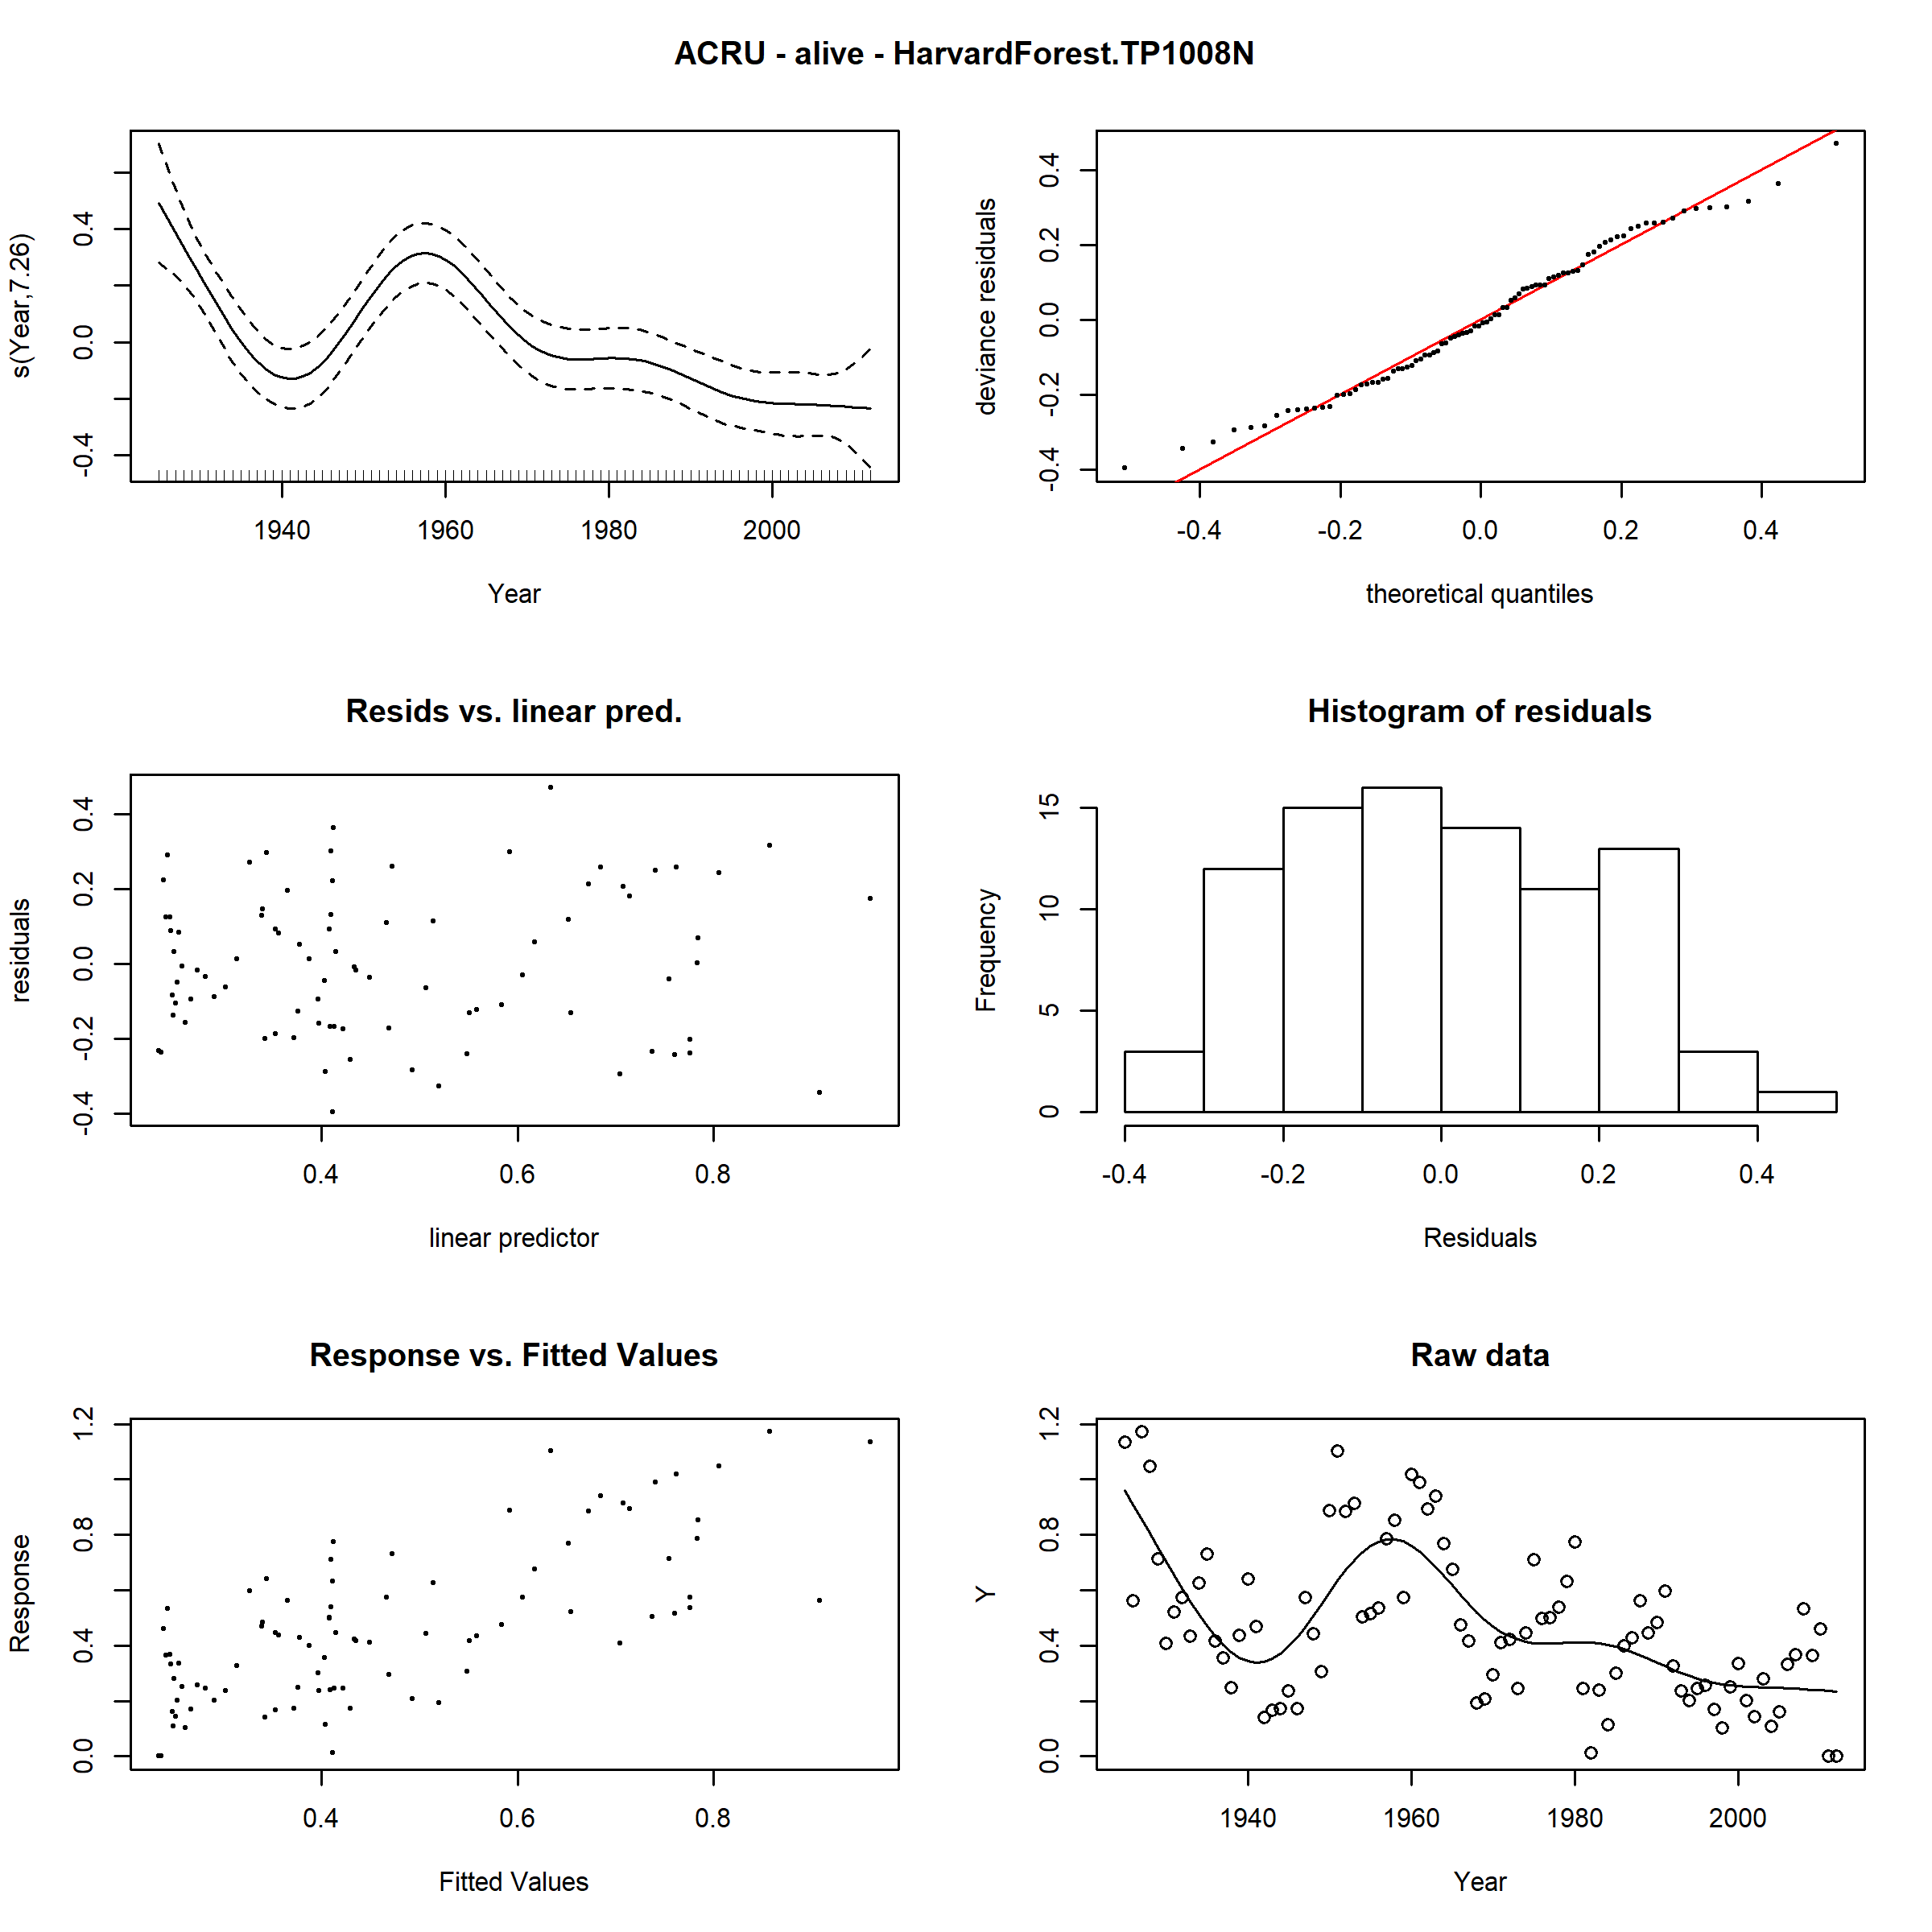 ACRU - alive - HarvardForest.TP1008N
s(Year,7.26)
-0.4 0.0 0.4
1940 1960 1980 2000
Year
deviance residuals
-0.4 -0.2 0.0 0.2 0.4
-0.4 -0.2 0.0 0.2 0.4
theoretical quantiles
Resids vs. linear pred.
residuals
-0.4 -0.2 0.0 0.2 0.4
0.4 0.6 0.8
linear predictor
Histogram of residuals
Frequency
0 5 10 15
-0.4 -0.2 0.0 0.2 0.4
Residuals
Response vs. Fitted Values
Response
0.0 0.4 0.8 1.2
0.4 0.6 0.8
Fitted Values
Raw data
Y
0.0 0.4 0.8 1.2
1940 1960 1980 2000
Year